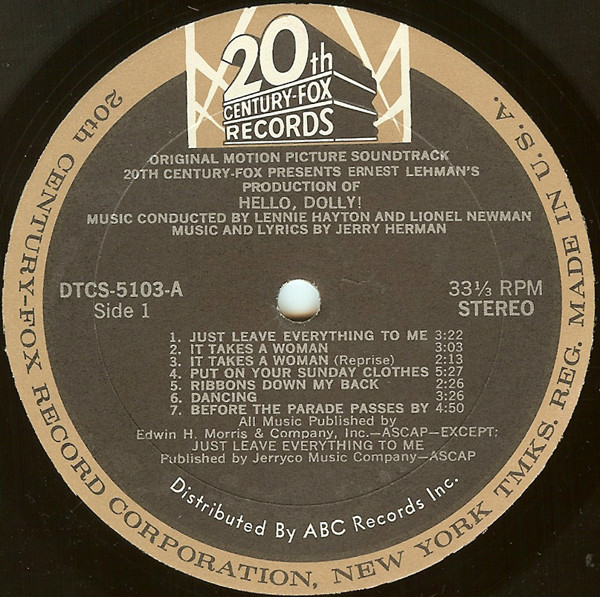 20th
CENTURY-FOX
RECORDS
ORIGINAL MOTION PICTURE SOUNDTRACK
20TH CENTURY-FOX PRESENTS ERNEST LEHMAN'S
PRODUCTION OF
HELLO, DOLLY!
MUSIC CONDUCTED BY LENNIE HAYTON AND LIONEL NEWMAN
MUSIC AND LYRICS BY JERRY HERMAN
DTCS-5103-A
Side 1
33⅓ RPM
STEREO
1. JUST LEAVE EVERYTHING TO ME 3:22
2. IT TAKES A WOMAN 3:03
3. IT TAKES A WOMAN (Reprise) 2:13
4. PUT ON YOUR SUNDAY CLOTHES 5:27
5. RIBBONS DOWN MY BACK 2:26
6. DANCING 3:26
7. BEFORE THE PARADE PASSES BY 4:50
All Music Published by
Edwin H. Morris & Company, Inc.—ASCAP—EXCEPT:
JUST LEAVE EVERYTHING TO ME
Published by Jerryco Music Company—ASCAP
Distributed By ABC Records Inc.
20th CENTURY-FOX RECORD CORPORATION, NEW YORK TMKS. REG. MADE IN U.S.A.